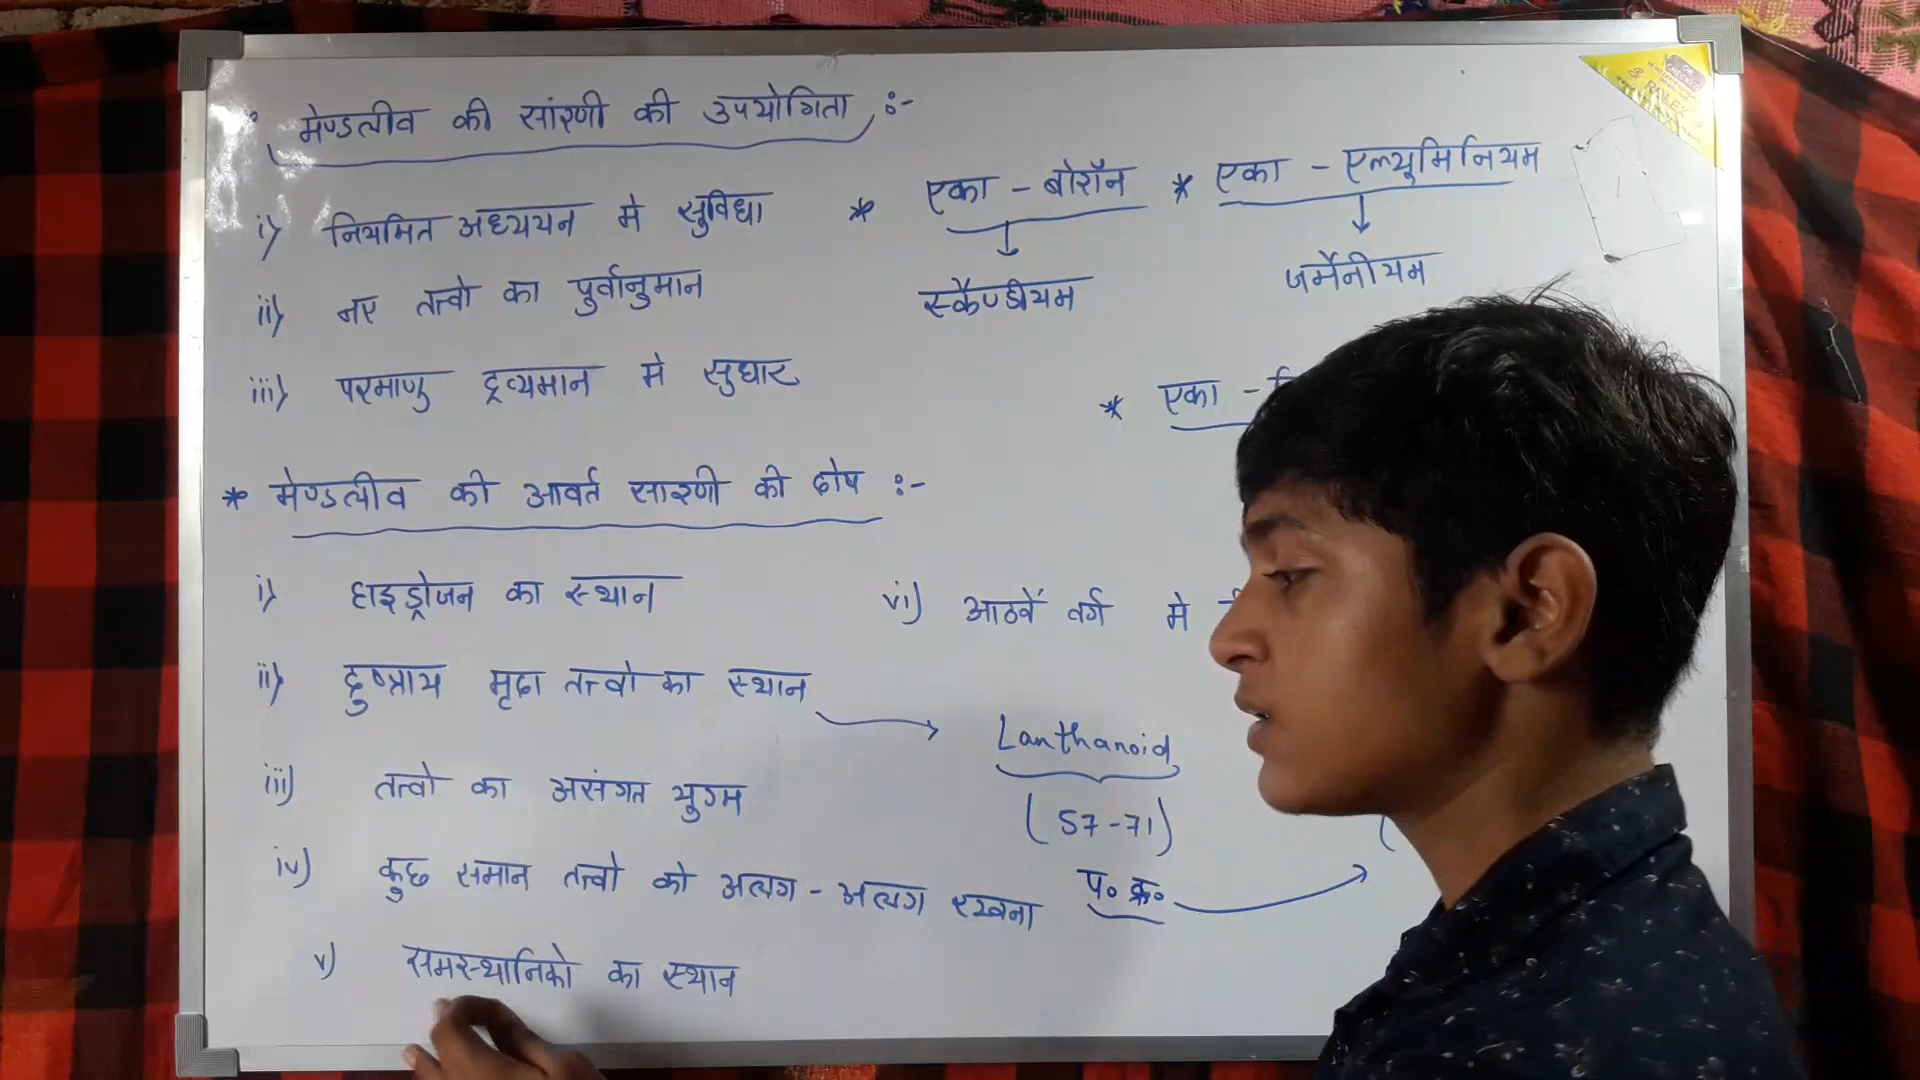 मेण्डलीव की सांरणी की उपयोगिता :-
i) नियमित अध्ययन मे सुविधा
ii) नए तत्वो का पुर्वानुमान
iii) परमाणु द्रव्यमान मे सुधार
* एका - बोरॉन
स्कैण्डीयम
* एका - एल्यूमिनियम
जर्मेनीयम
* एका -
* मेण्डलीव की आवर्त सारणी की दोष :-
i) हाइड्रोजन का स्थान
ii) दुष्प्राय मृदा तत्वो का स्थान
Lanthanoid
(57-71)
प० क्र०
iii) तत्वो का असंगत युग्म
iv) कुछ समान तत्वो को अलग - अलग रखना
v) समस्थानिको का स्थान
vi) आठवें वर्ग मे